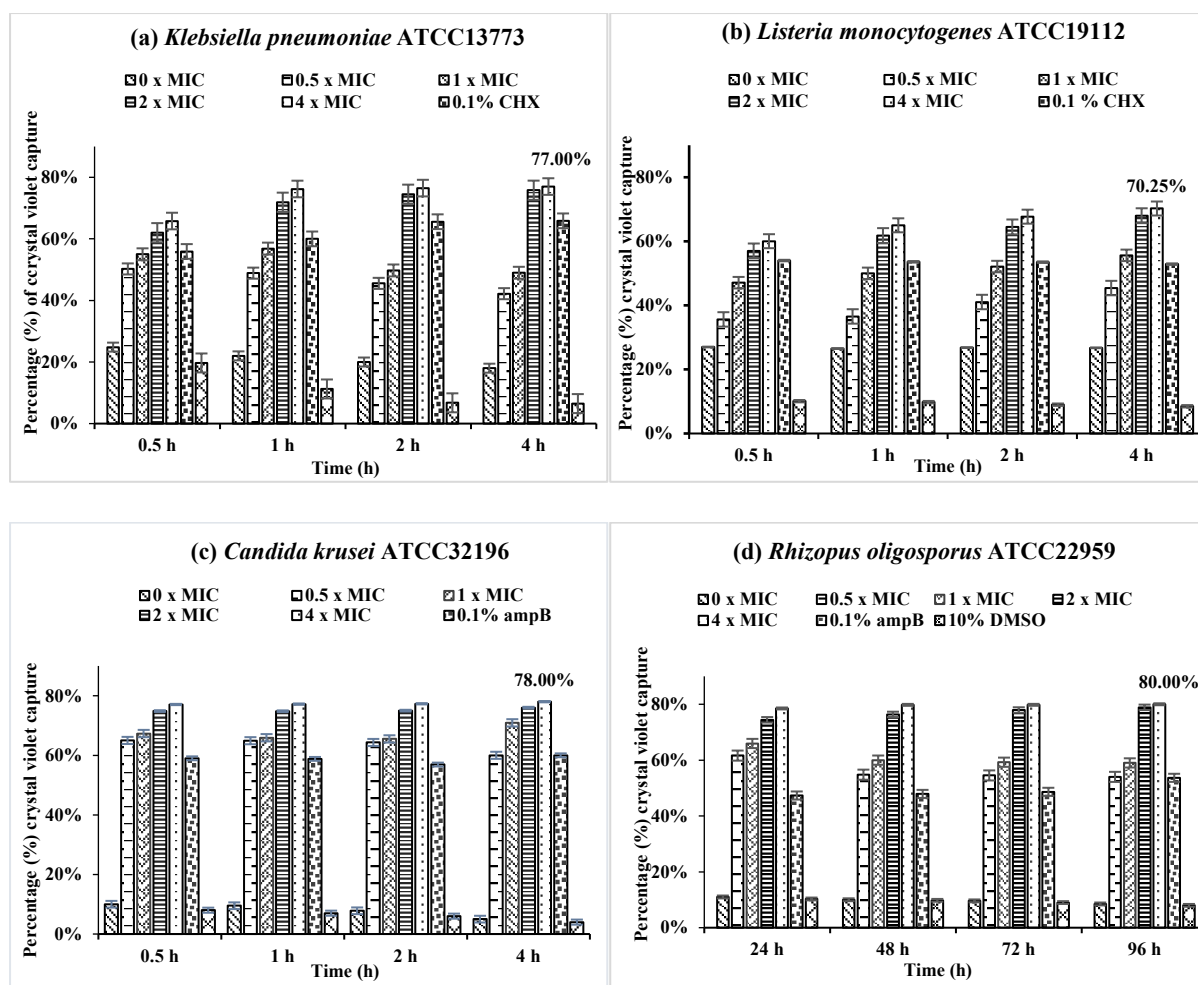 (a) Klebsiella pneumoniae ATCC13773
0 x MIC 0.5 x MIC 1 x MIC
2 x MIC 4 x MIC 0.1% CHX
Percentage (%) of ccrystal violet capture
77.00%
80%
60%
40%
20%
0%
0.5 h 1 h 2 h 4 h
Time (h)
(b) Listeria monocytogenes ATCC19112
0 x MIC 0.5 x MIC 1 x MIC
2 x MIC 4 x MIC 0.1 % CHX
Percentage (%) crystal violet capture
70.25%
80%
60%
40%
20%
0%
0.5 h 1 h 2 h 4 h
Time (h)
(c) Candida krusei ATCC32196
0 x MIC 0.5 x MIC 1 x MIC
2 x MIC 4 x MIC 0.1% ampB
Percentage (%) crystal violet capture
78.00%
80%
60%
40%
20%
0%
0.5 h 1 h 2 h 4 h
Time (h)
(d) Rhizopus oligosporus ATCC22959
0 x MIC 0.5 x MIC 1 x MIC 2 x MIC
4 x MIC 0.1% ampB 10% DMSO
Percentage (%) crystal violet capture
80.00%
80%
60%
40%
20%
0%
24 h 48 h 72 h 96 h
Time (h)